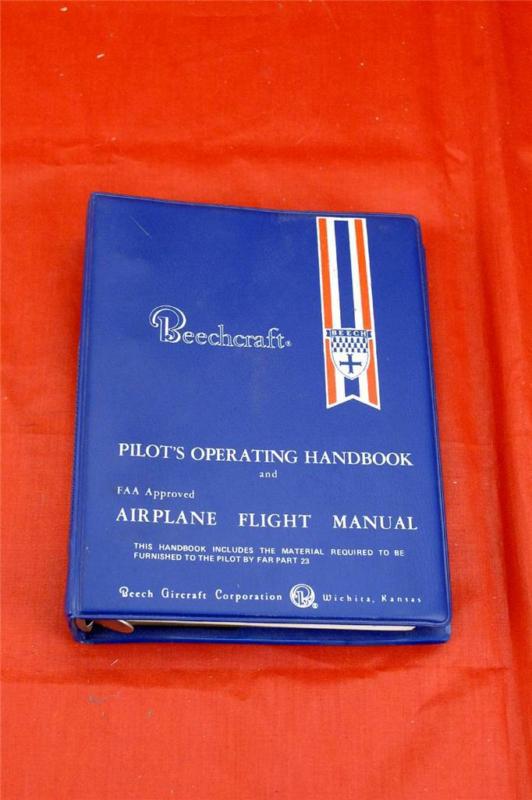 BEECH
Beechcraft®
PILOT'S OPERATING HANDBOOK
and
FAA Approved
AIRPLANE FLIGHT MANUAL
THIS HANDBOOK INCLUDES THE MATERIAL REQUIRED TO BE
FURNISHED TO THE PILOT BY FAR PART 23
Beech Aircraft Corporation B® Wichita, Kansas